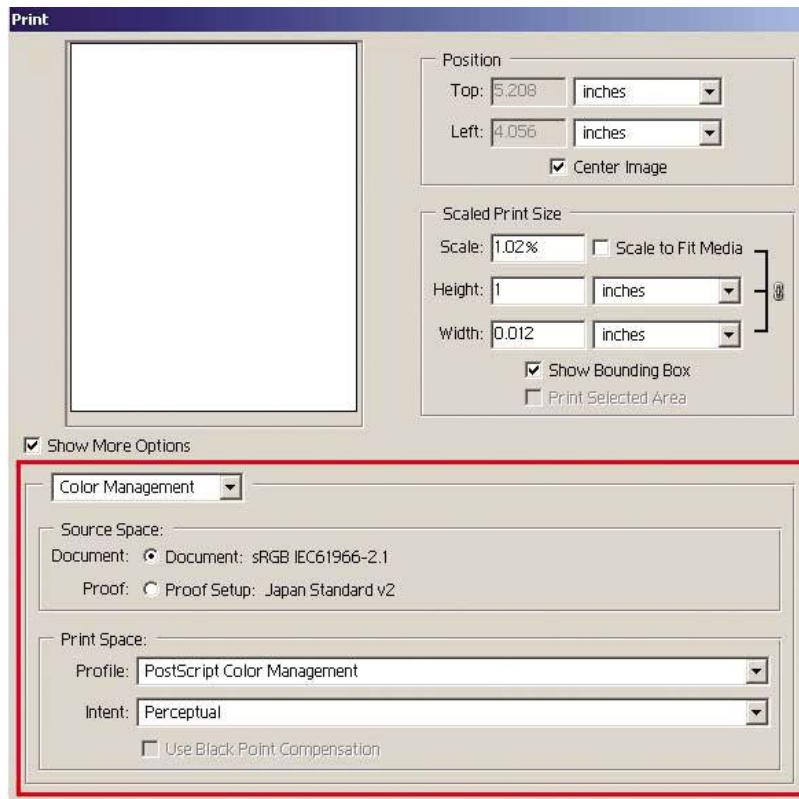 Print
Position
Top: 5.208 inches
Left: 4.056 inches
Center Image
Scaled Print Size
Scale: 1.02% Scale to Fit Media
Height: 1 inches
Width: 0.012 inches
Show Bounding Box
Print Selected Area
Show More Options
Color Management
Source Space:
Document: Document: sRGB IEC61966-2.1
Proof: Proof Setup: Japan Standard v2
Print Space:
Profile: PostScript Color Management
Intent: Perceptual
Use Black Point Compensation